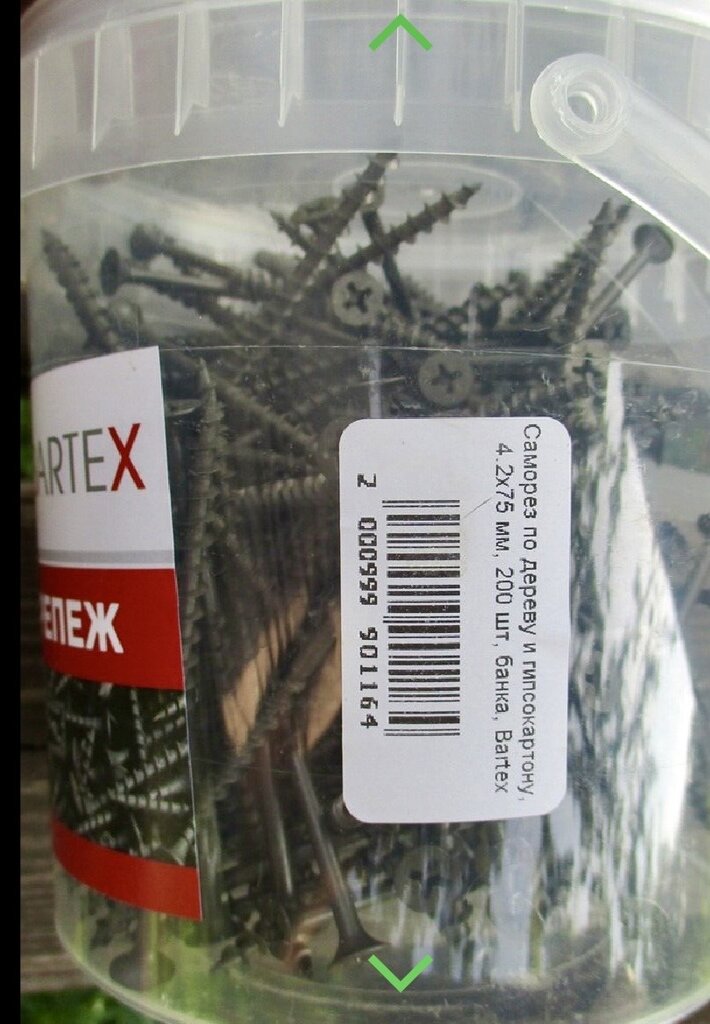 ARTEX
ЕПЕЖ
Саморез по дереву и гипсокартону,
4.2x75 мм, 200 шт, банка, Bartex
2 000999 901164